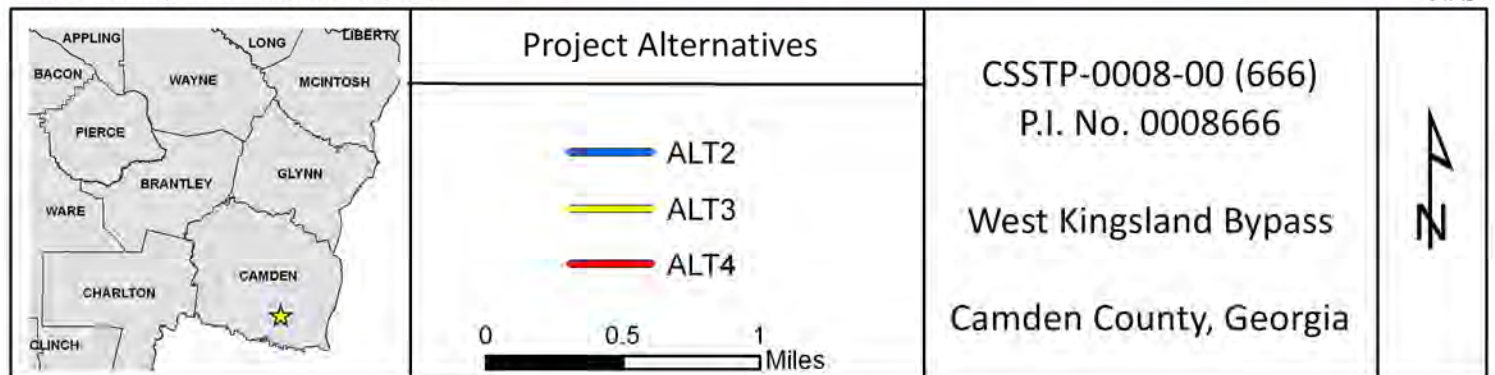 APPLING
LONG
LIBERTY
BACON
WAYNE
MCINTOSH
PIERCE
BRANTLEY
GLYNN
WARE
CAMDEN
CHARLTON
CLINCH
Project Alternatives
ALT2
ALT3
ALT4
0 0.5 1
Miles
CSSTP-0008-00 (666)
P.I. No. 0008666
West Kingsland Bypass
Camden County, Georgia
N